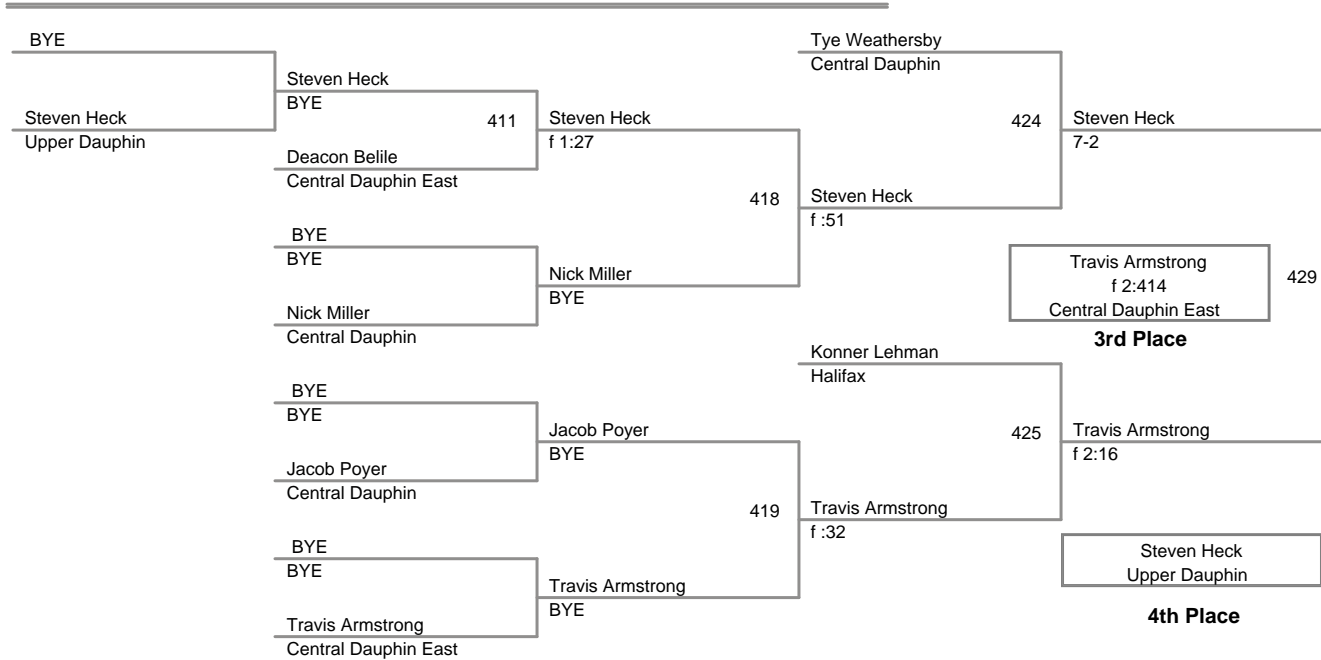 BYE
Steven Heck
Upper Dauphin
Steven Heck
BYE
Deacon Belile
Central Dauphin East
BYE
BYE
Nick Miller
Central Dauphin
BYE
BYE
Jacob Poyer
Central Dauphin
BYE
BYE
Travis Armstrong
Central Dauphin East
411
Steven Heck
f 1:27
Nick Miller
BYE
Jacob Poyer
BYE
Travis Armstrong
BYE
418
419
Tye Weathersby
Central Dauphin
Steven Heck
f :51
Konner Lehman
Halifax
Travis Armstrong
f :32
424
425
Steven Heck
7-2
Travis Armstrong
f 2:16
Travis Armstrong
f 2:414
Central Dauphin East
429
3rd Place
Steven Heck
Upper Dauphin
4th Place